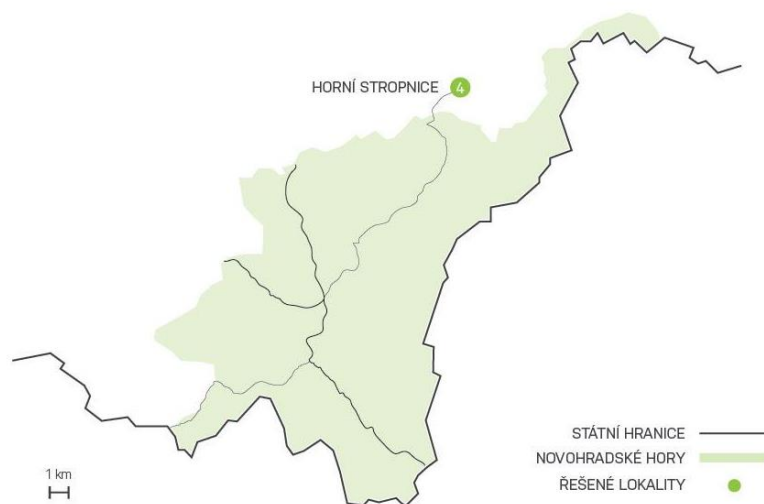 HORNÍ STROPNICE
4
1 km
STÁTNÍ HRANICE
NOVOHRADSKÉ HORY
ŘEŠENÉ LOKALITY